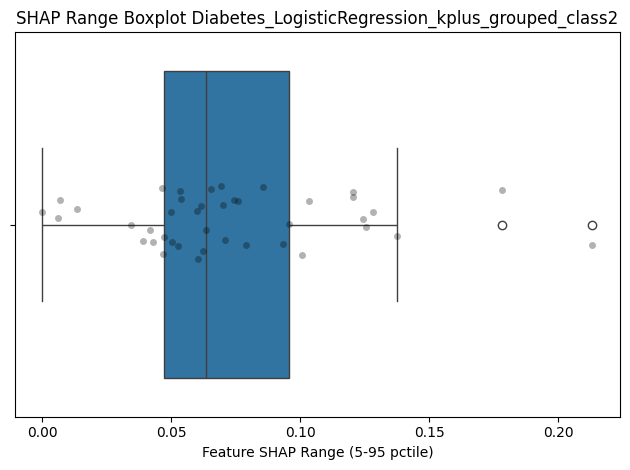 SHAP Range Boxplot Diabetes_LogisticRegression_kplus_grouped_class2
0.00 0.05 0.10 0.15 0.20
Feature SHAP Range (5-95 pctile)